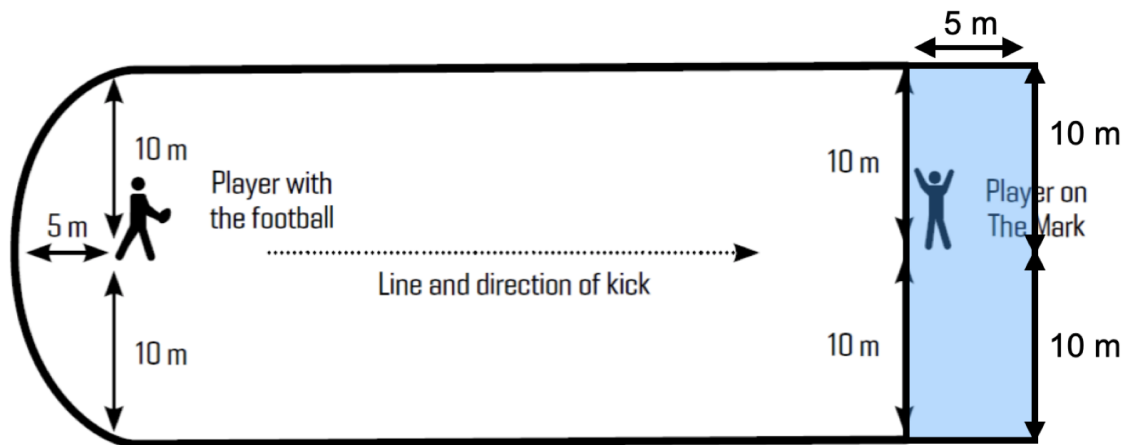 5 m
10 m
10 m
10 m
Player with
the football
Player on
The Mark
5 m
Line and direction of kick
10 m
10 m
10 m